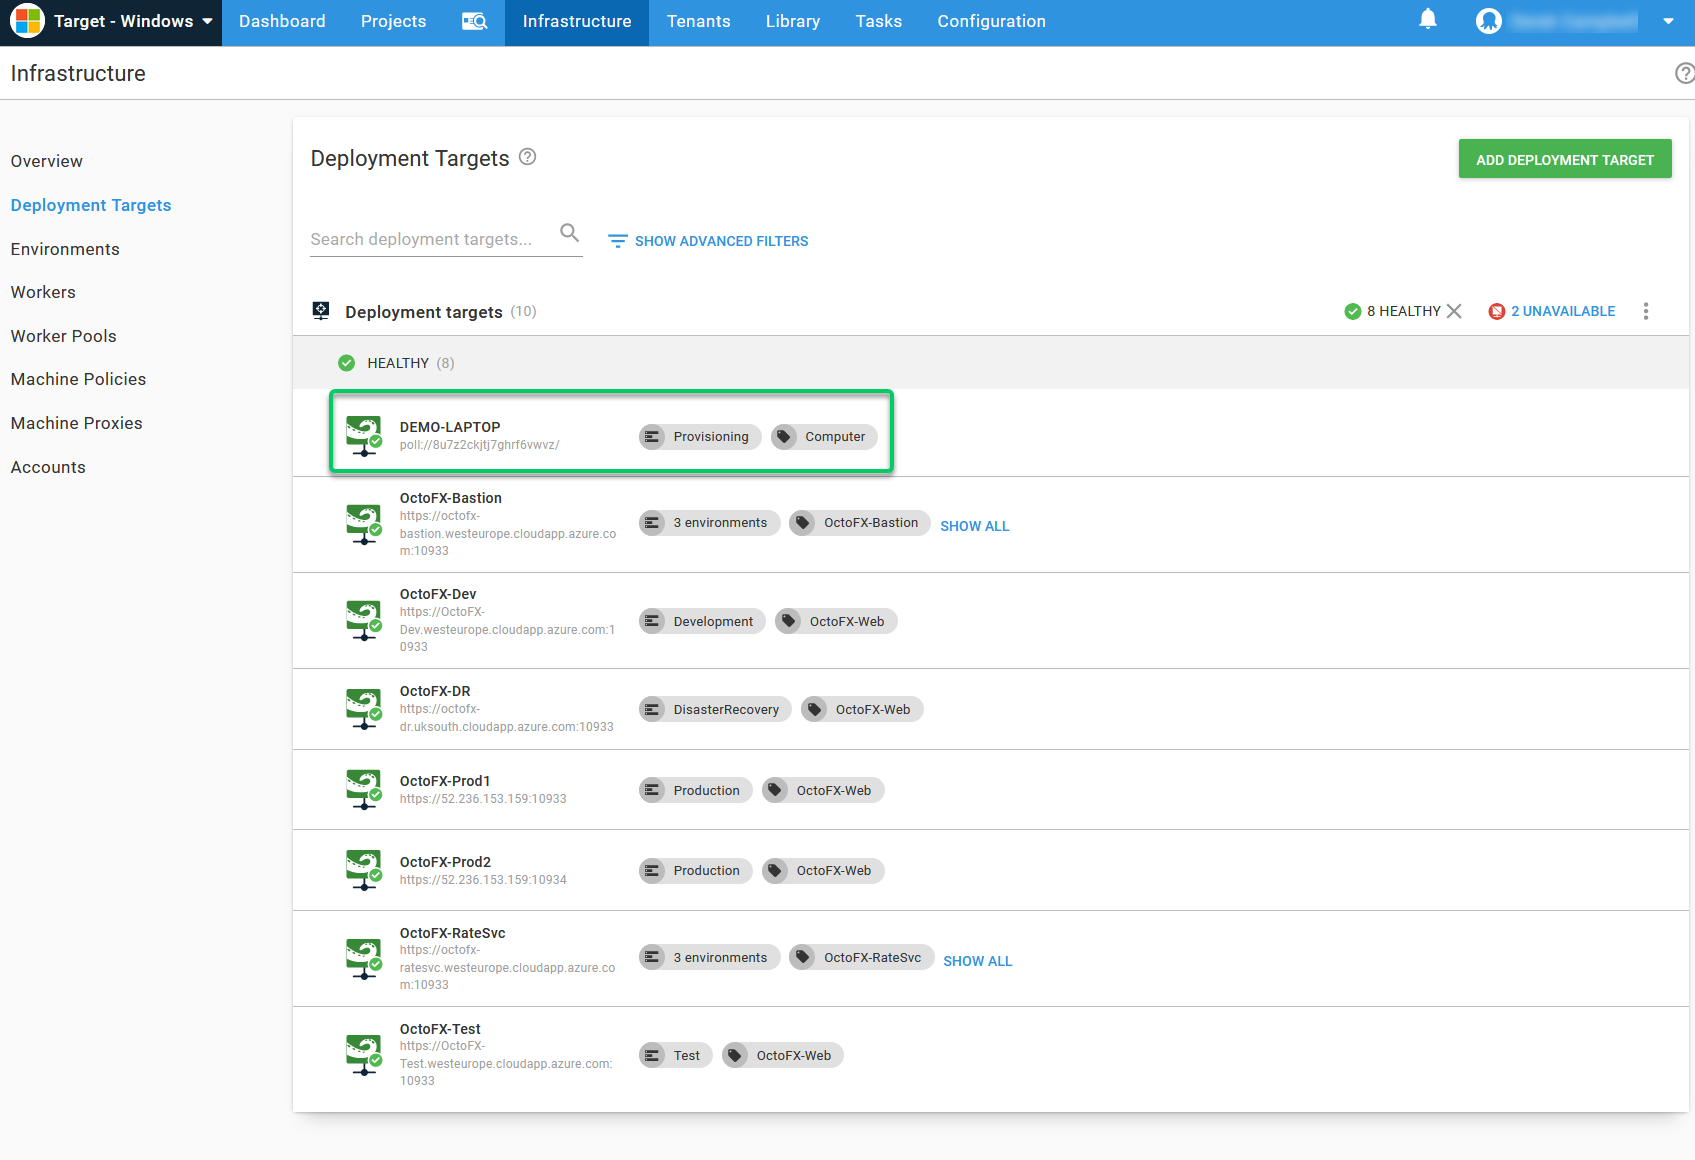 Target - Windows
Dashboard
Projects
Infrastructure
Tenants
Library
Tasks
Configuration
Infrastructure
Overview
Deployment Targets
Environments
Workers
Worker Pools
Machine Policies
Machine Proxies
Accounts
Deployment Targets
ADD DEPLOYMENT TARGET
Search deployment targets...
SHOW ADVANCED FILTERS
Deployment targets (10)
8 HEALTHY
2 UNAVAILABLE
HEALTHY (8)
DEMO-LAPTOP
poll://8u7z2ckjtj7ghrf6vwvz/
Provisioning
Computer
OctoFX-Bastion
https://octofx-
bastion.westeurope.cloudapp.azure.co
m:10933
3 environments
OctoFX-Bastion
SHOW ALL
OctoFX-Dev
https://OctoFX-
Dev.westeurope.cloudapp.azure.com:1
0933
Development
OctoFX-Web
OctoFX-DR
https://octofx-
dr.uksouth.cloudapp.azure.com:10933
DisasterRecovery
OctoFX-Web
OctoFX-Prod1
https://52.236.153.159:10933
Production
OctoFX-Web
OctoFX-Prod2
https://52.236.153.159:10934
Production
OctoFX-Web
OctoFX-RateSvc
https://octofx-
ratesvc.westeurope.cloudapp.azure.co
m:10933
3 environments
OctoFX-RateSvc
SHOW ALL
OctoFX-Test
https://OctoFX-
Test.westeurope.cloudapp.azure.com:
10933
Test
OctoFX-Web